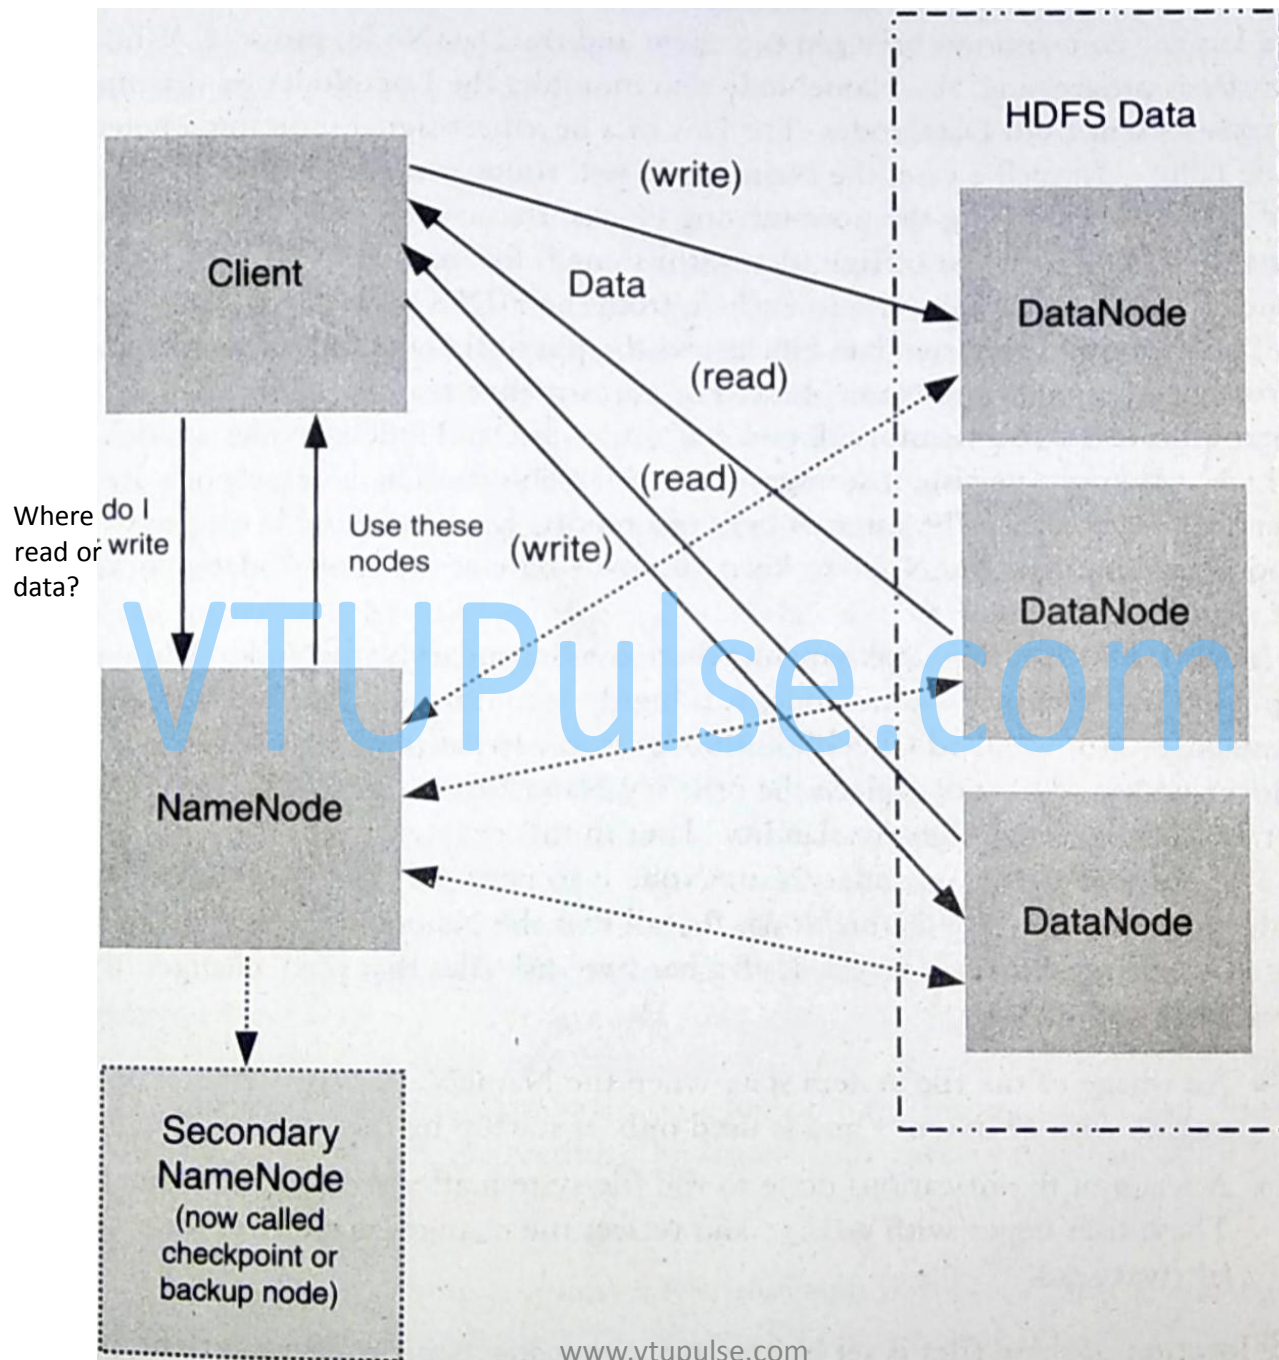 HDFS Data
Client
(write)
Data
(read)
DataNode
Where do I
read or write
data?
Use these
nodes
(read)
(write)
DataNode
VTUPulse.com
NameNode
DataNode
Secondary
NameNode
(now called
checkpoint or
backup node)
www.vtupulse.com